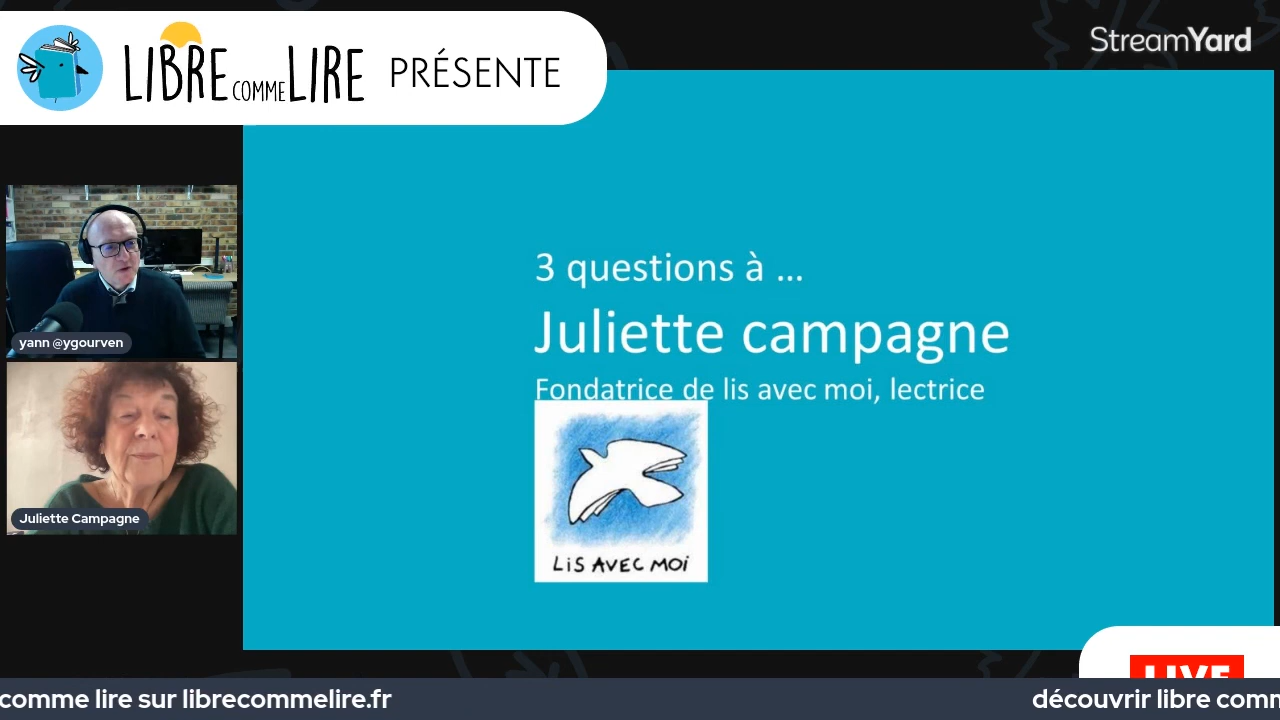 LIBRE COMME LIRE PRÉSENTE
StreamYard
yann @ygourven
Juliette Campagne
3 questions à ...
Juliette campagne
Fondatrice de lis avec moi, lectrice
LiS AVEC MOi
LIVE
comme lire sur librecommelire.fr
découvrir libre comm